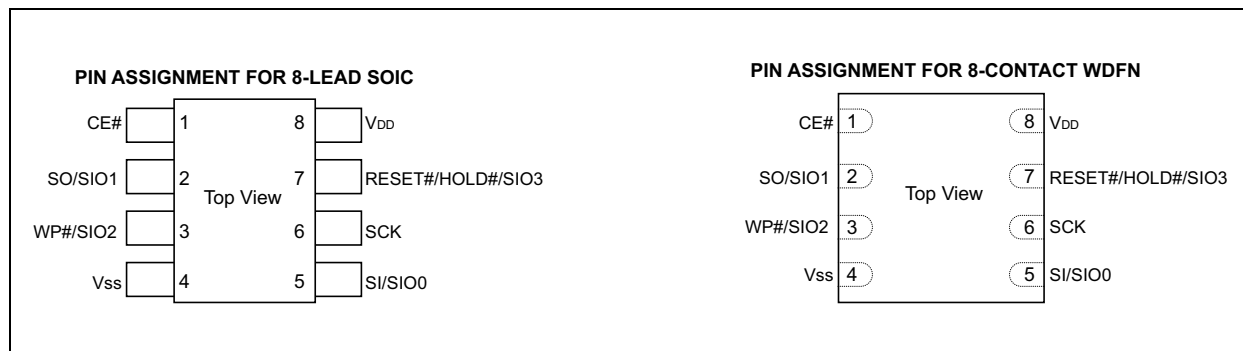 PIN ASSIGNMENT FOR 8-LEAD SOIC
CE# 1 8 VDD
SO/SIO1 2 7 RESET#/HOLD#/SIO3
Top View
WP#/SIO2 3 6 SCK
Vss 4 5 SI/SIO0
PIN ASSIGNMENT FOR 8-CONTACT WDFN
CE# 1 8 VDD
SO/SIO1 2 7 RESET#/HOLD#/SIO3
Top View
WP#/SIO2 3 6 SCK
Vss 4 5 SI/SIO0